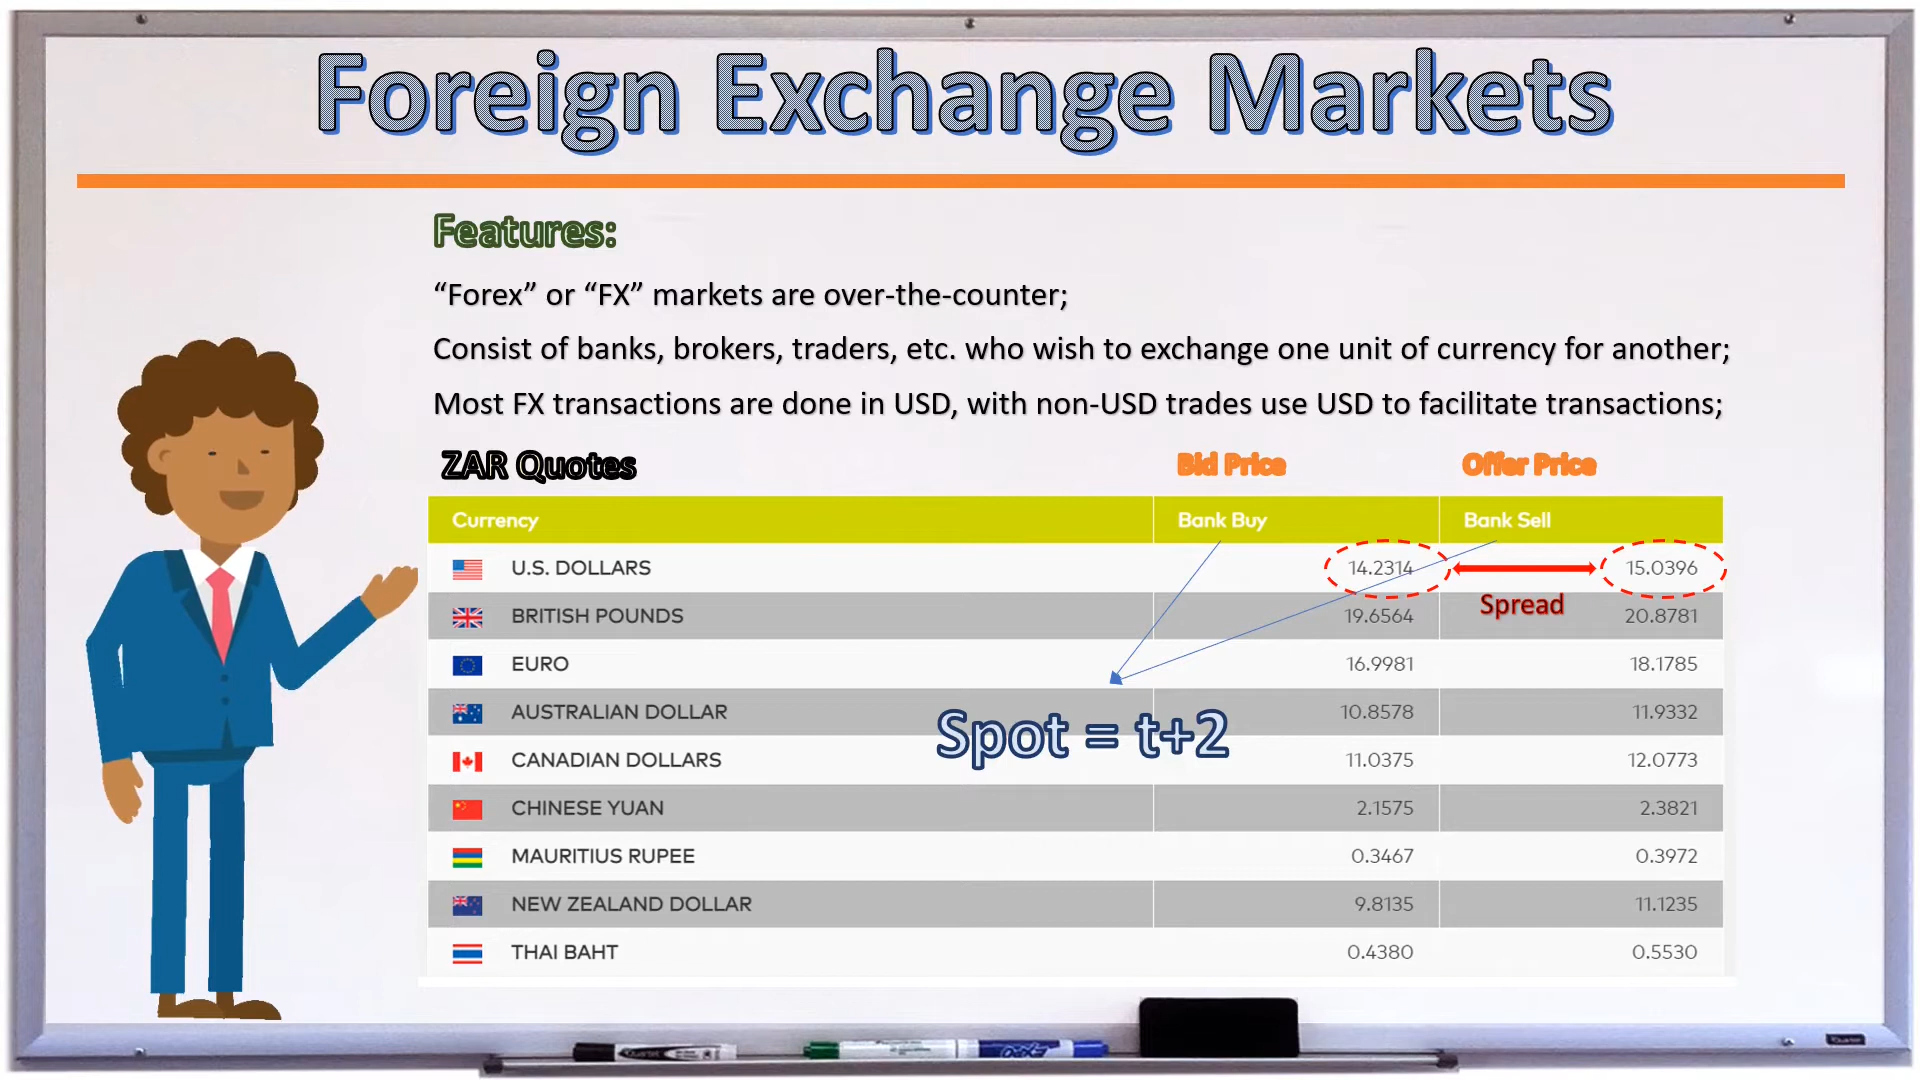 Foreign Exchange Markets
Features:
“Forex” or “FX” markets are over-the-counter;
Consist of banks, brokers, traders, etc. who wish to exchange one unit of currency for another;
Most FX transactions are done in USD, with non-USD trades use USD to facilitate transactions;
ZAR Quotes Bid Price Offer Price
Currency Bank Buy Bank Sell
U.S. DOLLARS 14.2314 15.0396
Spread
BRITISH POUNDS 19.6564 20.8781
EURO 16.9981 18.1785
AUSTRALIAN DOLLAR 10.8578 11.9332
Spot = t+2
CANADIAN DOLLARS 11.0375 12.0773
CHINESE YUAN 2.1575 2.3821
MAURITIUS RUPEE 0.3467 0.3972
NEW ZEALAND DOLLAR 9.8135 11.1235
THAI BAHT 0.4380 0.5530